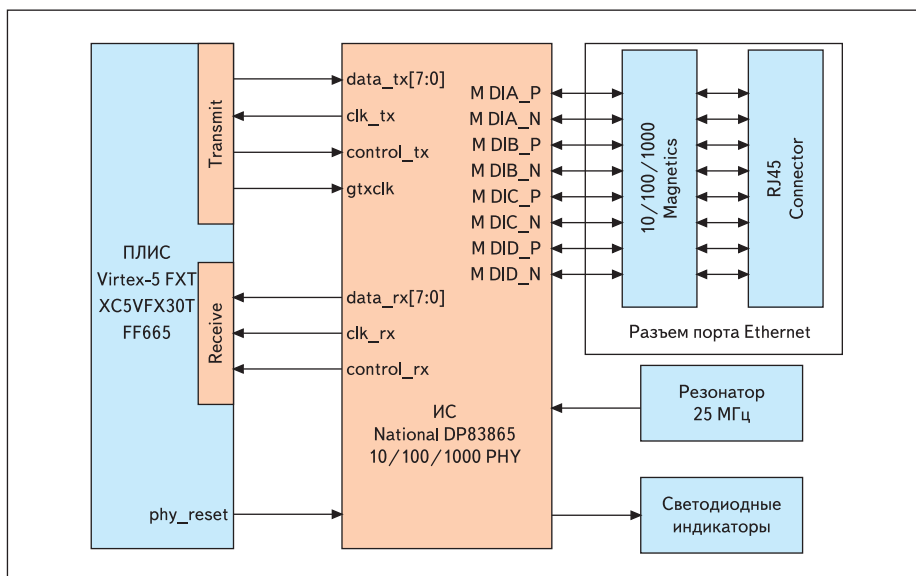 ПЛИС
Virtex-5 FXT
XC5VFX30T
FF665
Transmit
Receive
phy_reset
data_tx[7:0]
clk_tx
control_tx
gtxclk
data_rx[7:0]
clk_rx
control_rx
ИС
National DP83865
10/100/1000 PHY
M DIA_P
M DIA_N
M DIB_P
M DIB_N
M DIC_P
M DIC_N
M DID_P
M DID_N
10/100/1000
Magnetics
RJ45
Connector
Разъем порта Ethernet
Резонатор
25 МГц
Светодиодные
индикаторы